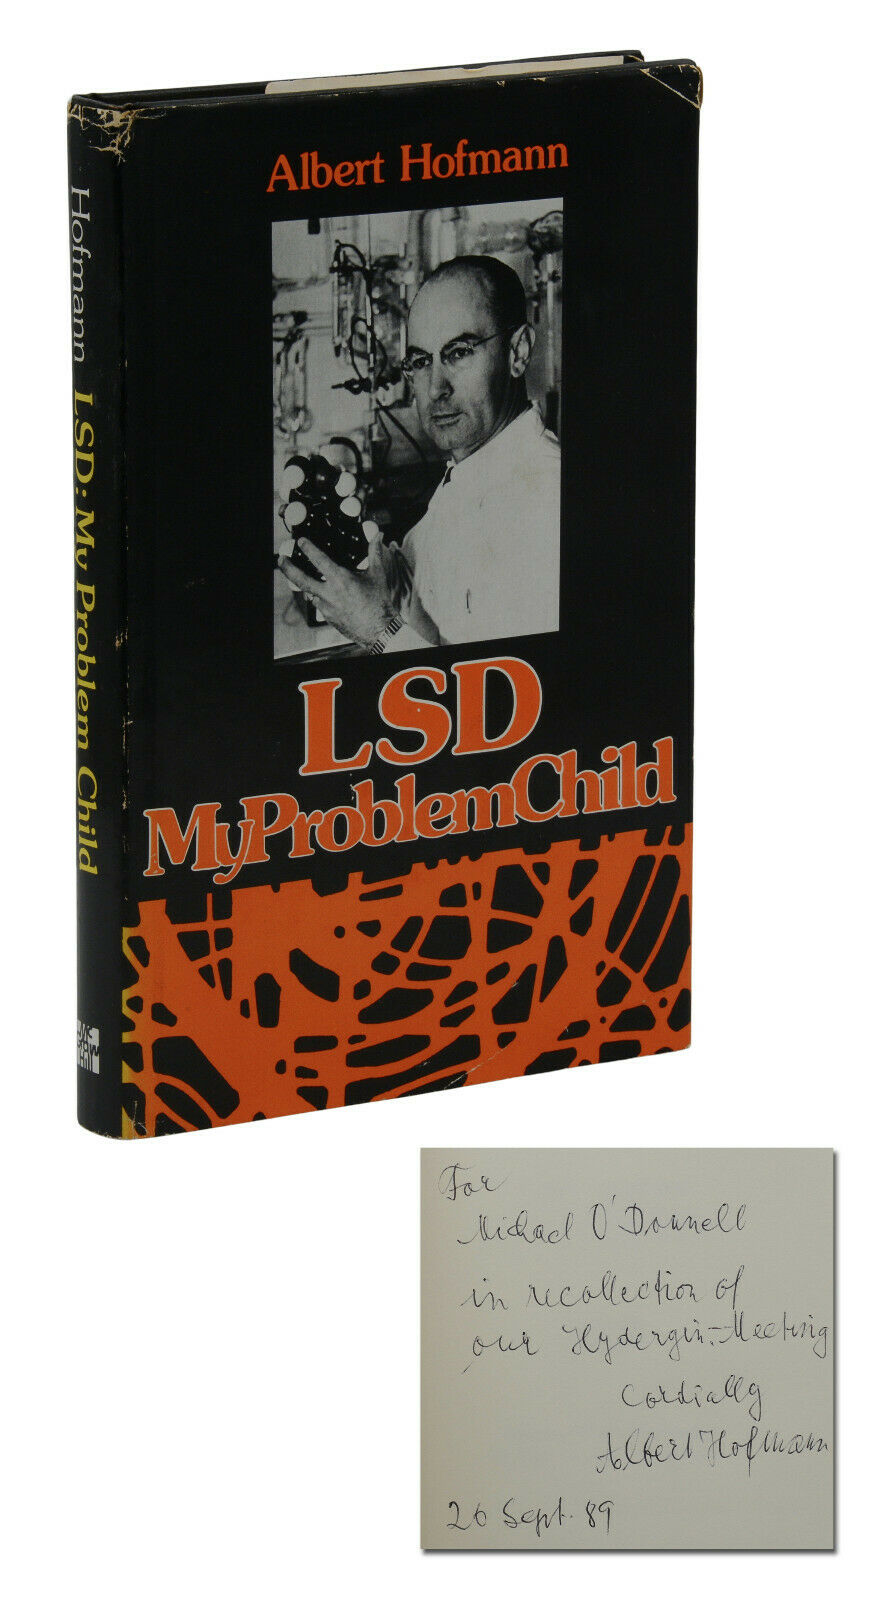 Albert Hofmann
LSD
My Problem Child
Hofmann LSD: My Problem Child
For
Michael O'Donnell
in recollection of
our Hydergin-Meeting
Cordially
Albert Hofmann
26 Sept. 89